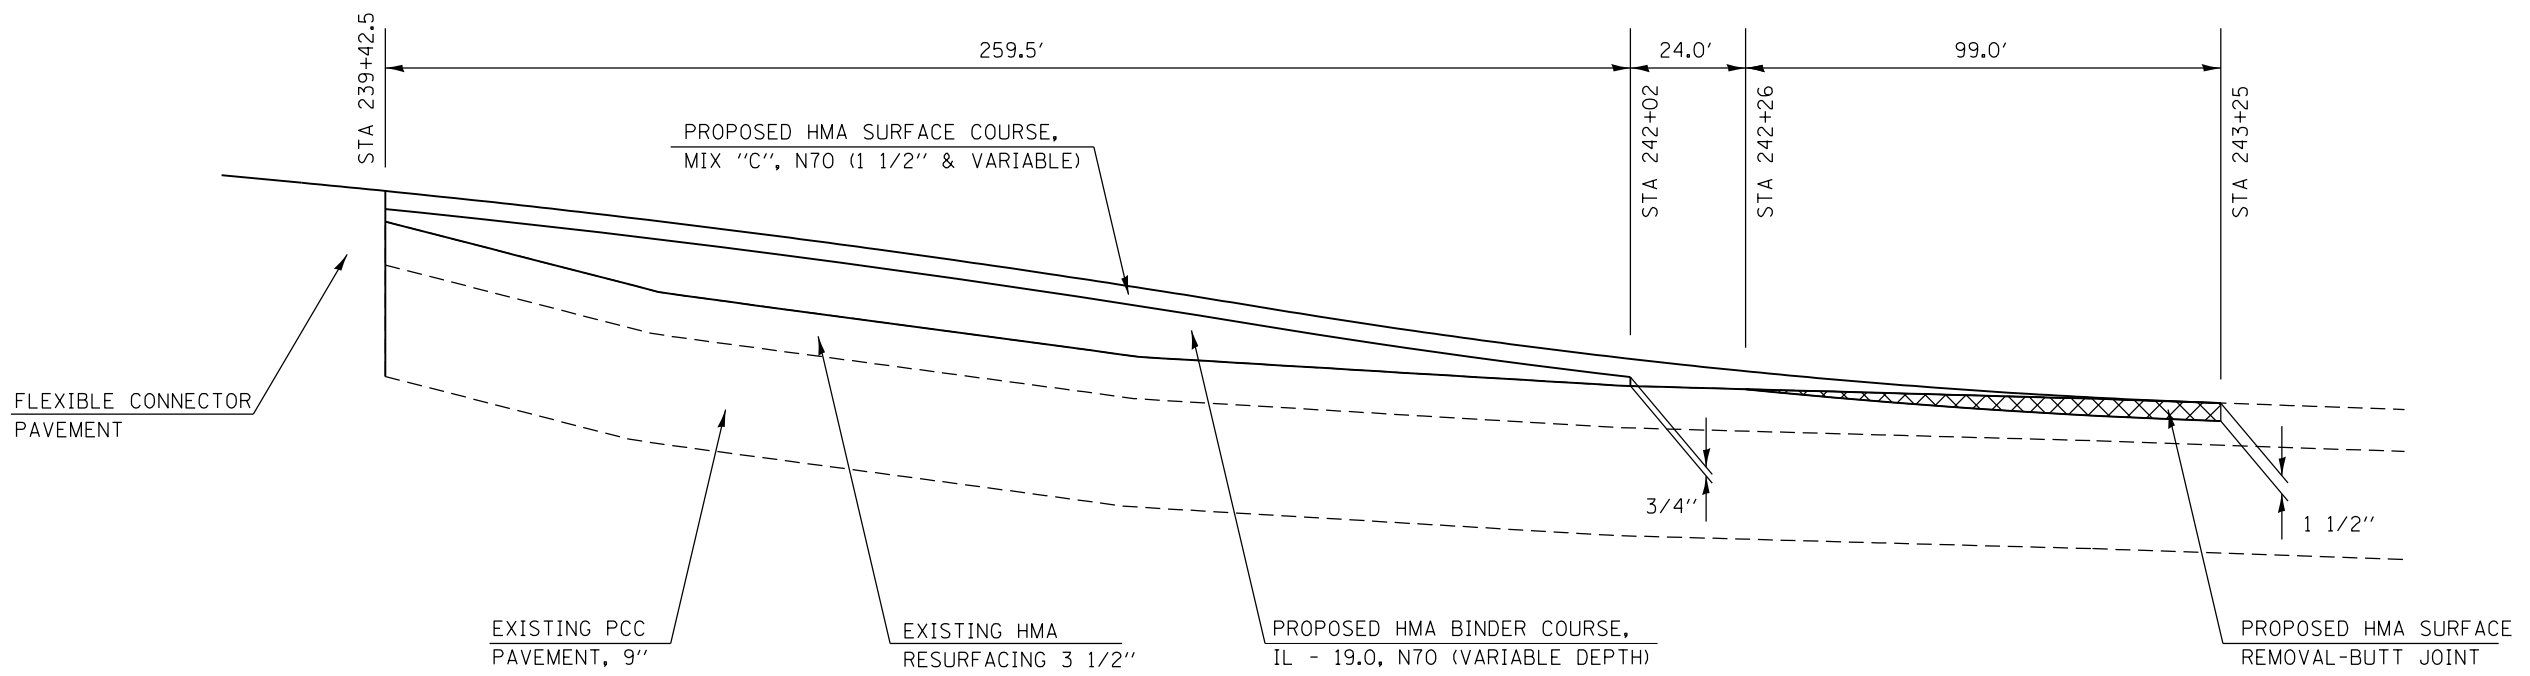 STA 239+42.5
259.5'
24.0'
99.0'
STA 242+02
STA 242+26
STA 243+25
PROPOSED HMA SURFACE COURSE,
MIX "C", N70 (1 1/2" & VARIABLE)
FLEXIBLE CONNECTOR
PAVEMENT
3/4"
1 1/2"
EXISTING PCC
PAVEMENT, 9"
EXISTING HMA
RESURFACING 3 1/2"
PROPOSED HMA BINDER COURSE,
IL - 19.0, N70 (VARIABLE DEPTH)
PROPOSED HMA SURFACE
REMOVAL-BUTT JOINT